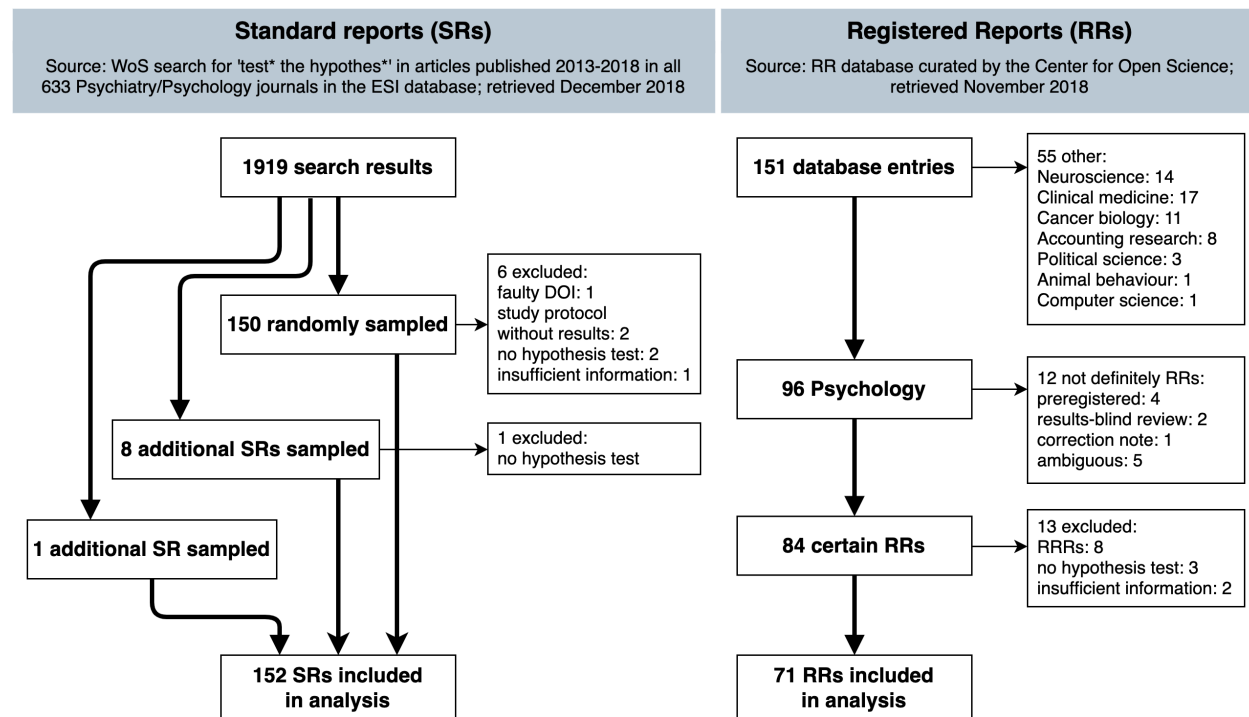 Standard reports (SRs)
Source: WoS search for 'test* the hypothes*' in articles published 2013-2018 in all
633 Psychiatry/Psychology journals in the ESI database; retrieved December 2018
1919 search results
150 randomly sampled
6 excluded:
faulty DOI: 1
study protocol
without results: 2
no hypothesis test: 2
insufficient information: 1
8 additional SRs sampled
1 excluded:
no hypothesis test
1 additional SR sampled
152 SRs included
in analysis
Registered Reports (RRs)
Source: RR database curated by the Center for Open Science;
retrieved November 2018
151 database entries
55 other:
Neuroscience: 14
Clinical medicine: 17
Cancer biology: 11
Accounting research: 8
Political science: 3
Animal behaviour: 1
Computer science: 1
96 Psychology
12 not definitely RRs:
preregistered: 4
results-blind review: 2
correction note: 1
ambiguous: 5
84 certain RRs
13 excluded:
RRRs: 8
no hypothesis test: 3
insufficient information: 2
71 RRs included
in analysis